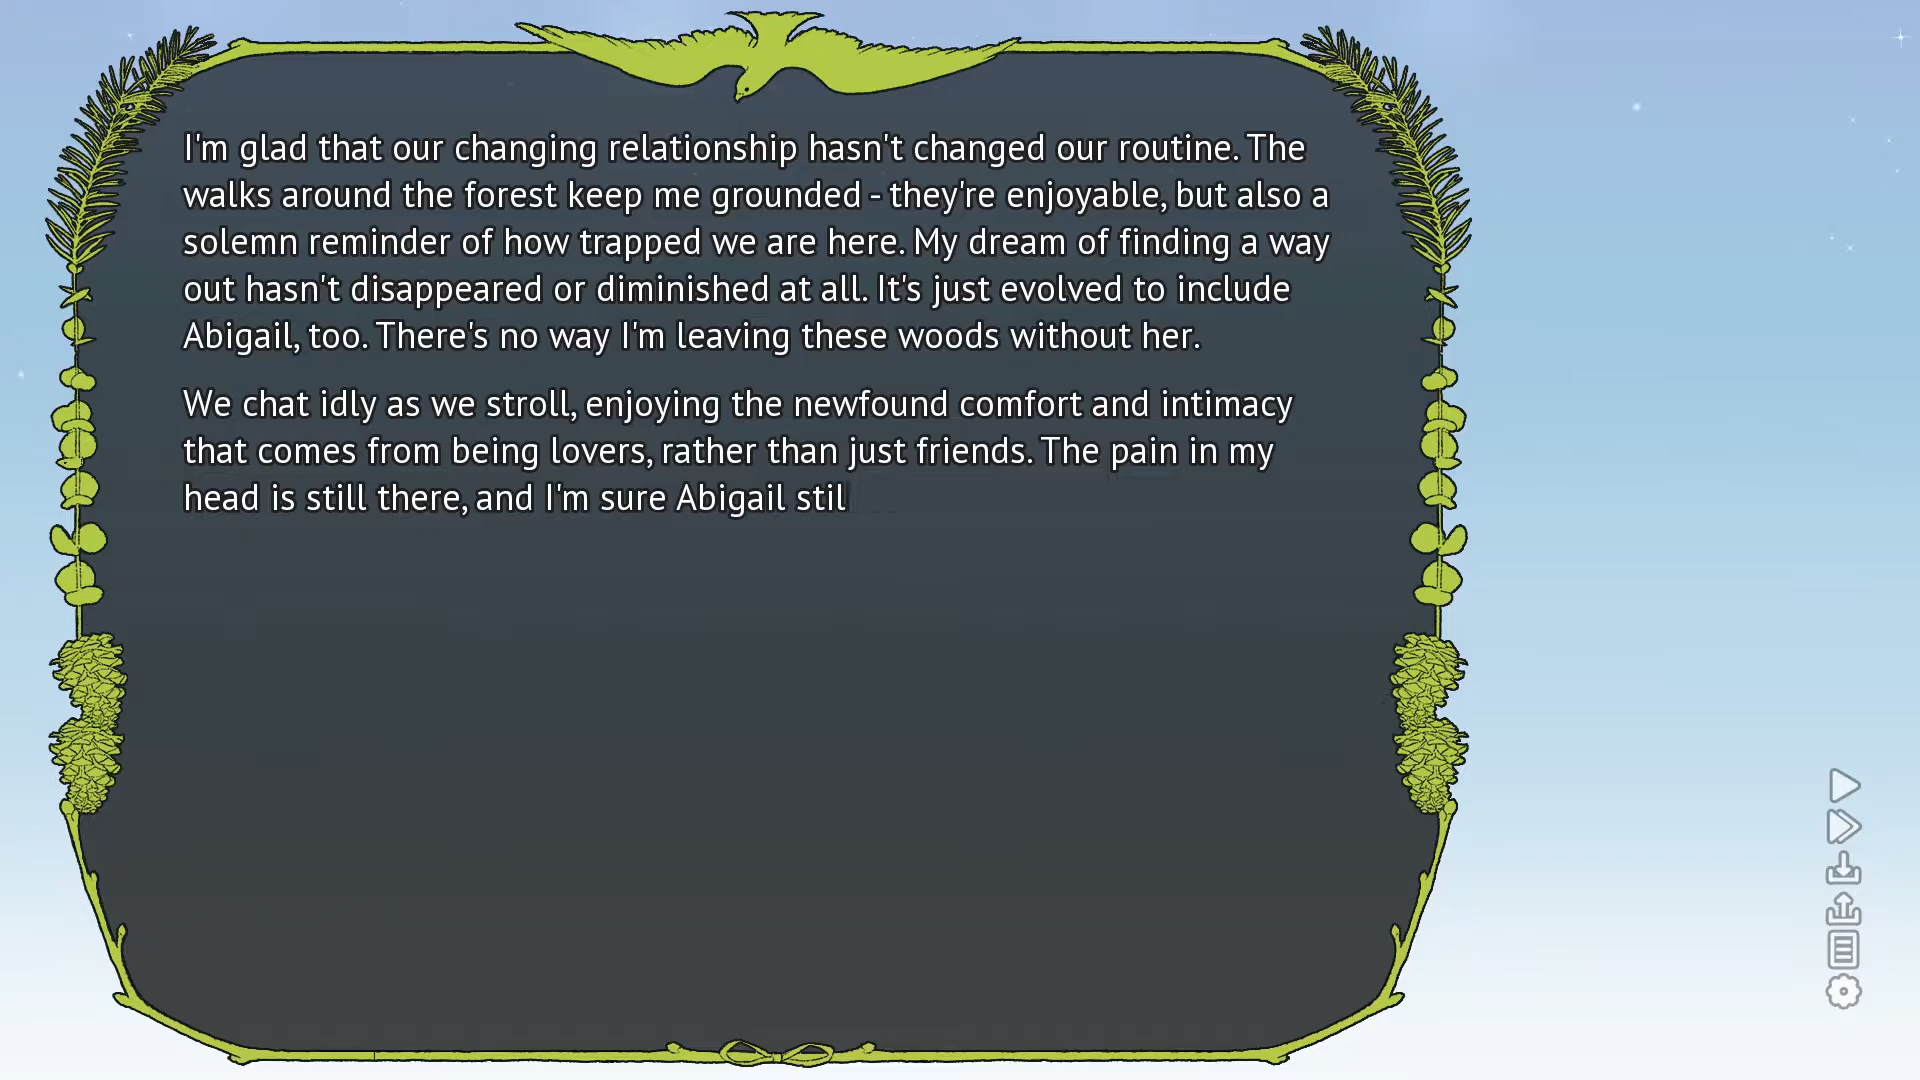 I'm glad that our changing relationship hasn't changed our routine. The
walks around the forest keep me grounded - they're enjoyable, but also a
solemn reminder of how trapped we are here. My dream of finding a way
out hasn't disappeared or diminished at all. It's just evolved to include
Abigail, too. There's no way I'm leaving these woods without her.
We chat idly as we stroll, enjoying the newfound comfort and intimacy
that comes from being lovers, rather than just friends. The pain in my
head is still there, and I'm sure Abigail stil